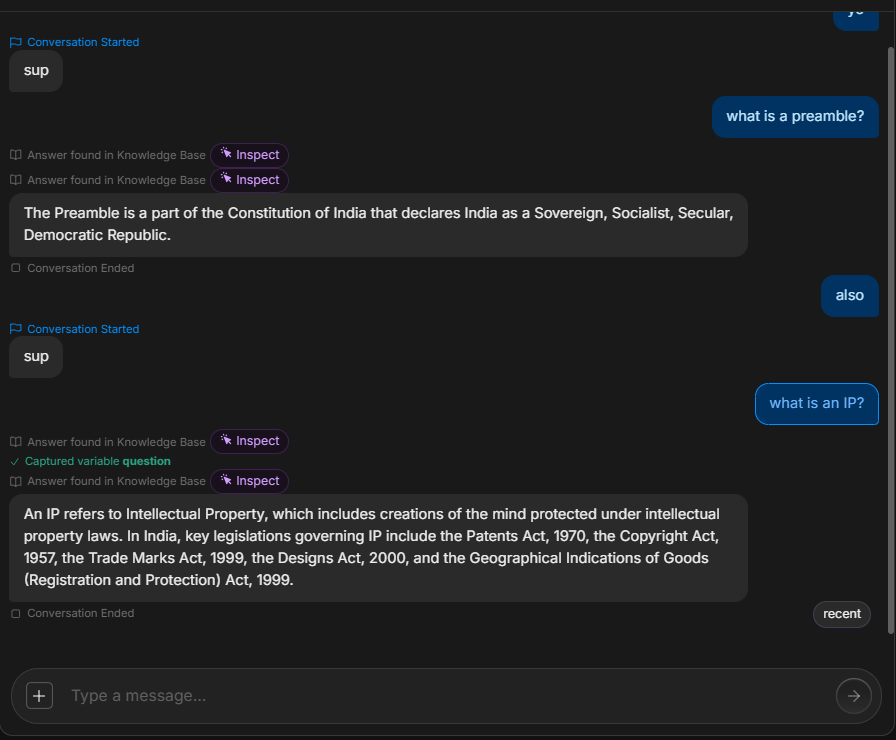 yo
Conversation Started
sup
what is a preamble?
Answer found in Knowledge Base Inspect
Answer found in Knowledge Base Inspect
The Preamble is a part of the Constitution of India that declares India as a Sovereign, Socialist, Secular,
Democratic Republic.
Conversation Ended
also
Conversation Started
sup
what is an IP?
Answer found in Knowledge Base Inspect
Captured variable question
Answer found in Knowledge Base Inspect
An IP refers to Intellectual Property, which includes creations of the mind protected under intellectual
property laws. In India, key legislations governing IP include the Patents Act, 1970, the Copyright Act,
1957, the Trade Marks Act, 1999, the Designs Act, 2000, and the Geographical Indications of Goods
(Registration and Protection) Act, 1999.
Conversation Ended
recent
Type a message...